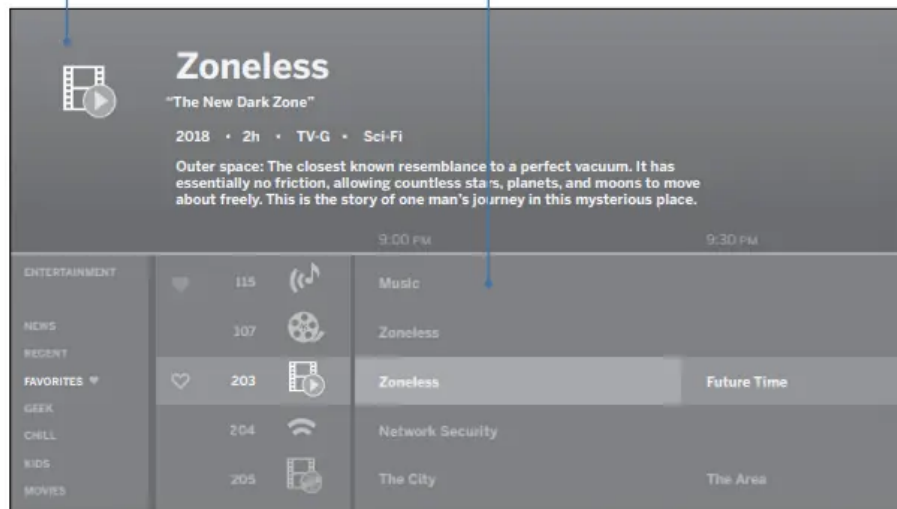 Zoneless
“The New Dark Zone”
2018 • 2h • TV-G • Sci-Fi
Outer space: The closest known resemblance to a perfect vacuum. It has
essentially no friction, allowing countless stars, planets, and moons to move
about freely. This is the story of one man's journey in this mysterious place.
9:00 PM 9:30 PM
ENTERTAINMENT
NEWS
RECENT
FAVORITES
GEEK
CHILL
KIDS
MOVIES
115 Music
107 Zoneless
203 Zoneless Future Time
204 Network Security
205 The City The Area